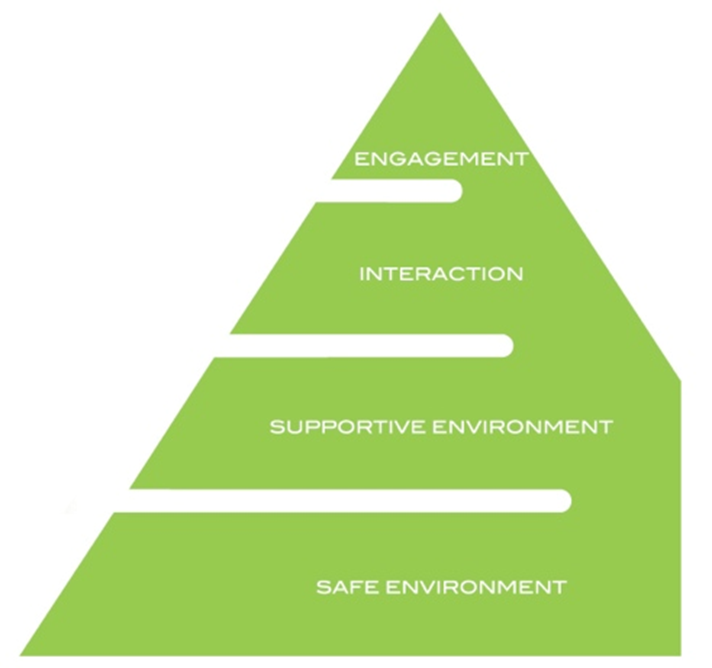 ENGAGEMENT
INTERACTION
SUPPORTIVE ENVIRONMENT
SAFE ENVIRONMENT